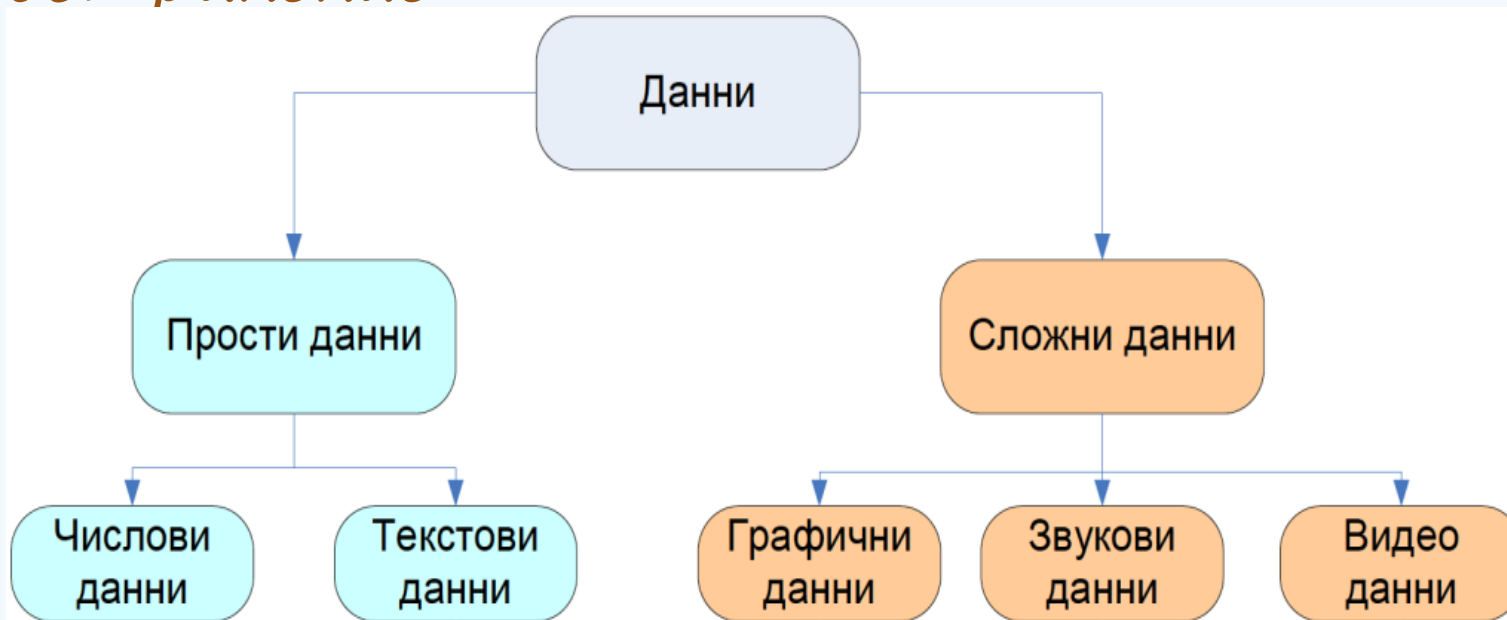 Данни
Прости данни
Сложни данни
Числови
данни
Текстови
данни
Графични
данни
Звукови
данни
Видео
данни